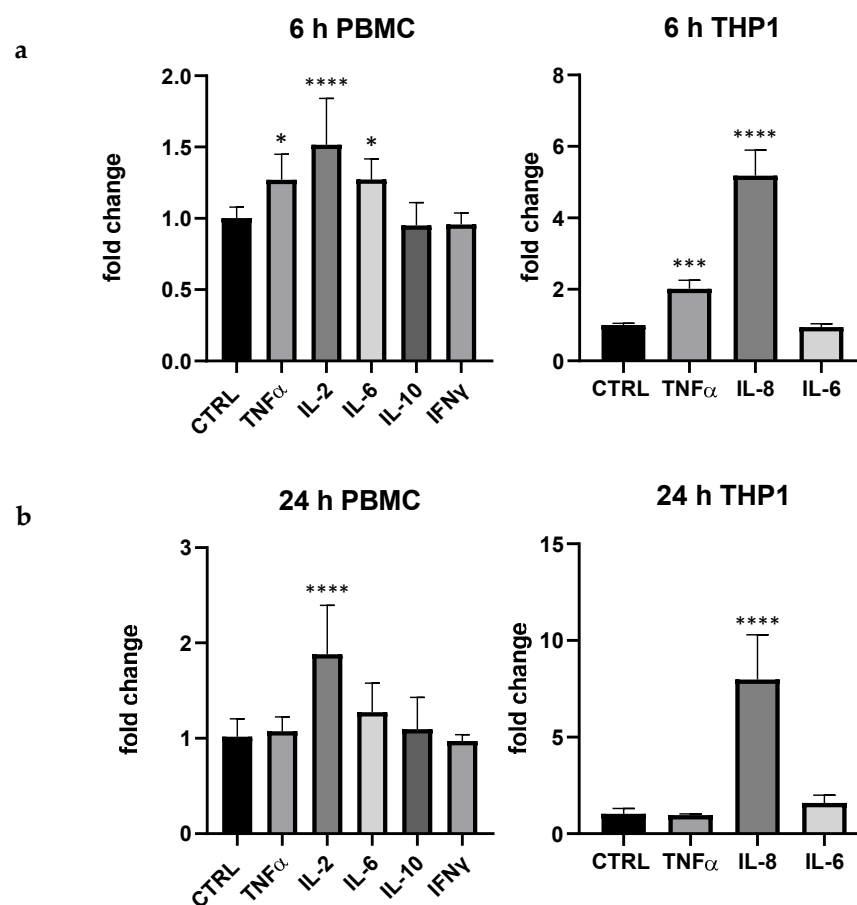 a
6 h PBMC
fold change
2.0
1.5
1.0
0.5
0.0
****
*
*
CTRL
TNFα
IL-2
IL-6
IL-10
IFNγ
6 h THP1
fold change
8
6
4
2
0
****
***
CTRL
TNFα
IL-8
IL-6
b
24 h PBMC
fold change
3
2
1
0
****
CTRL
TNFα
IL-2
IL-6
IL-10
IFNγ
24 h THP1
fold change
15
10
5
0
****
CTRL
TNFα
IL-8
IL-6